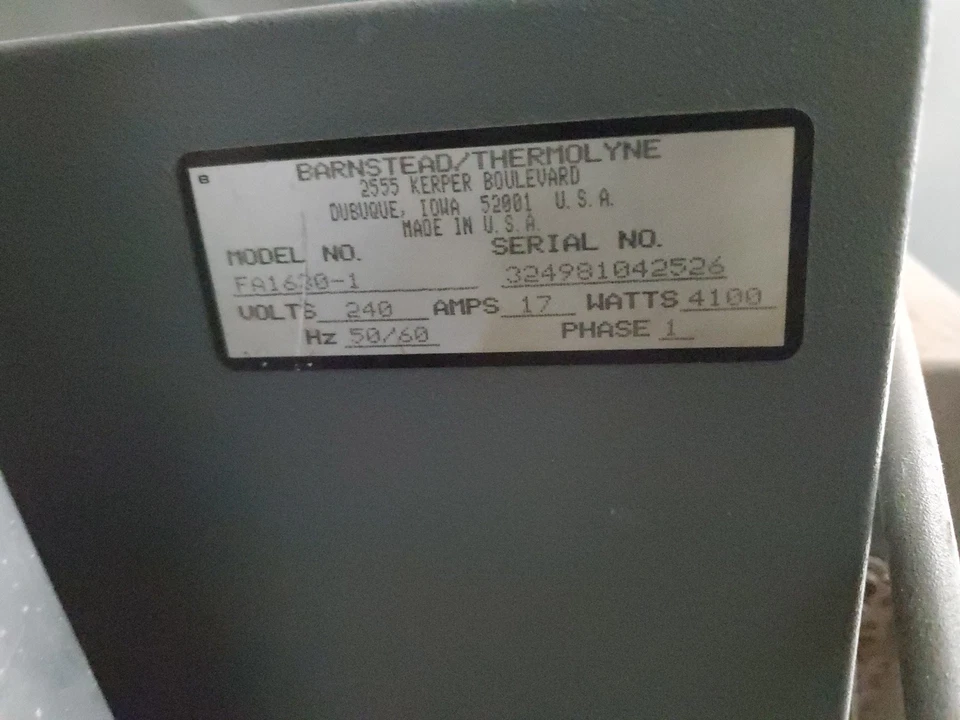 B
BARNSTEAD/THERMOLYNE
2555 KERPER BOULEVARD
DUBUQUE, IOWA 52001 U.S.A.
MADE IN U.S.A.
MODEL NO. SERIAL NO.
FA1630-1 324981042526
VOLTS 240 AMPS 17 WATTS 4100
Hz 50/60 PHASE 1